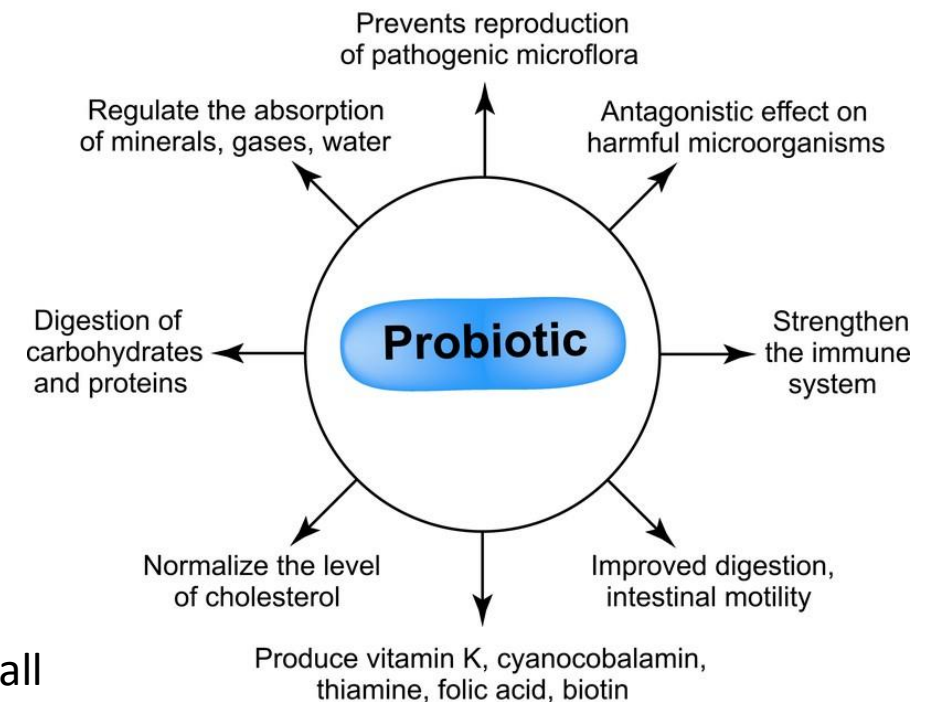 Prevents reproduction
of pathogenic microflora
Regulate the absorption
of minerals, gases, water
Antagonistic effect on
harmful microorganisms
Digestion of
carbohydrates
and proteins
Probiotic
Strengthen
the immune
system
Normalize the level
of cholesterol
Improved digestion,
intestinal motility
Produce vitamin K, cyanocobalamin,
thiamine, folic acid, biotin
all